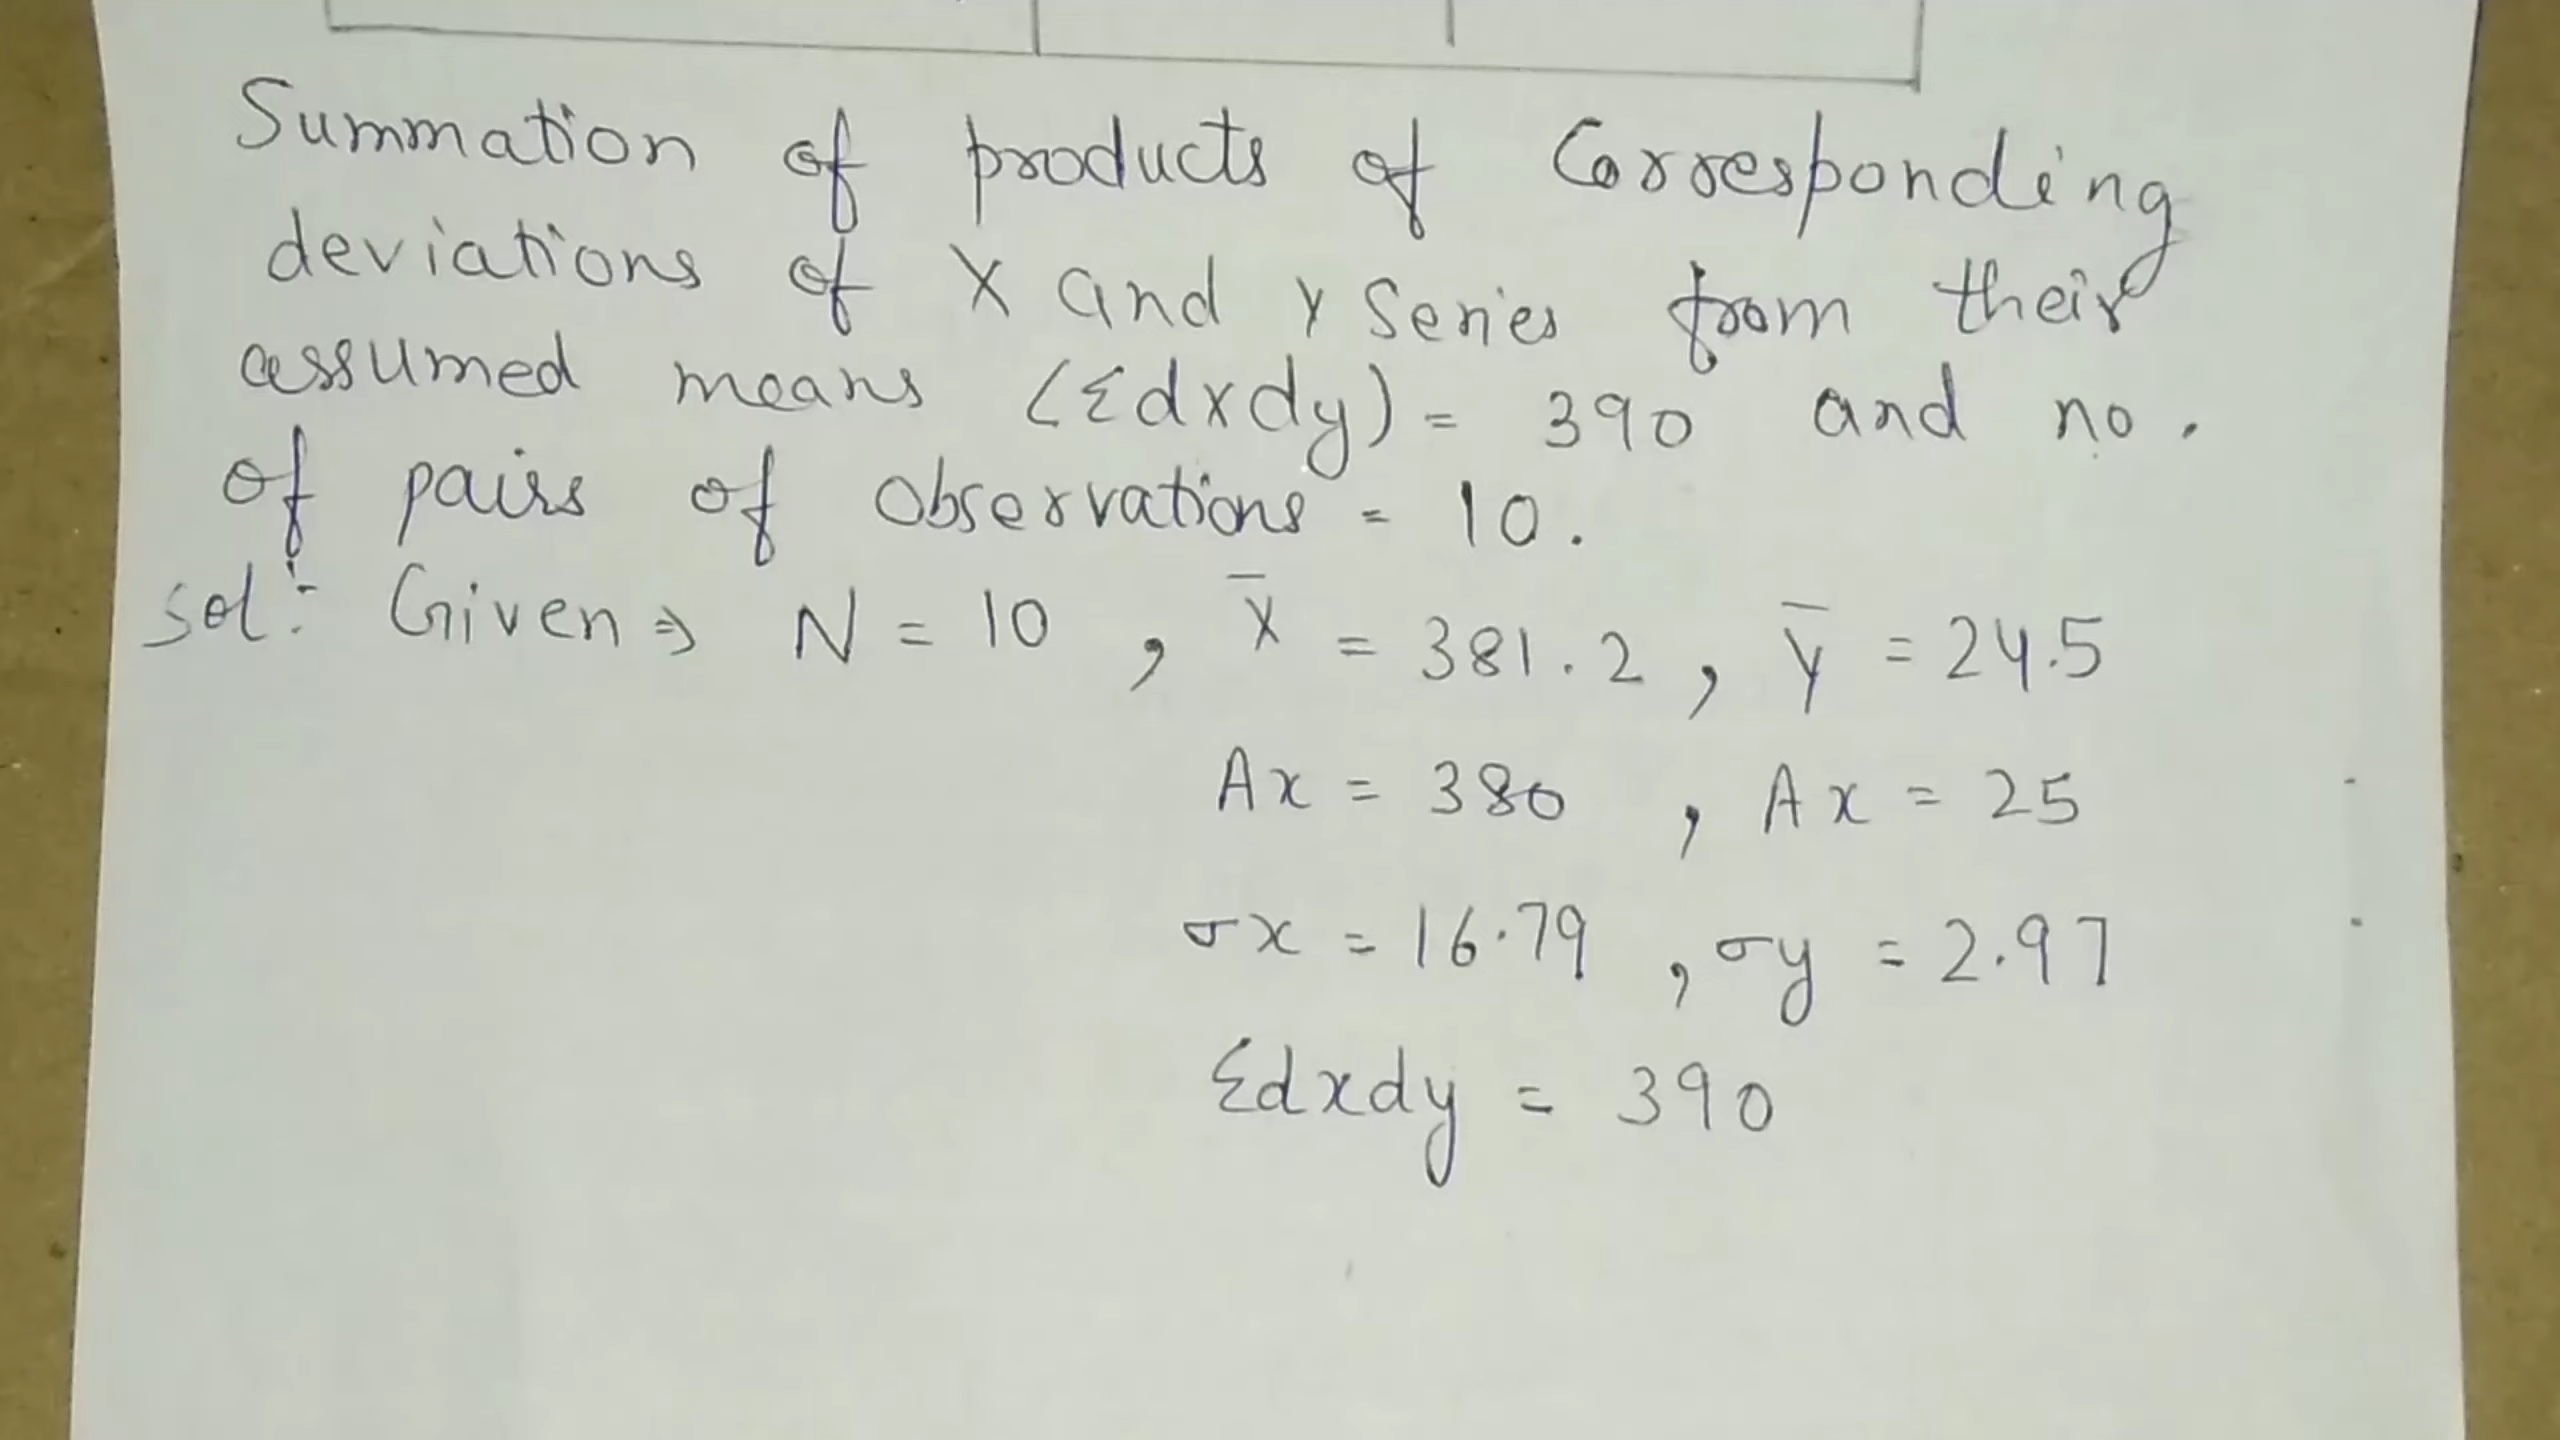 Summation of products of Corresponding
deviations of X and Y Series from their
assumed means (Σdxdy) = 390 and no.
of pairs of observations = 10.
Sol: Given ⇒ N = 10 , X̄ = 381.2 , Ȳ = 24.5
Ax = 380 , Ax = 25
σx = 16.79 , σy = 2.97
Σdxdy = 390